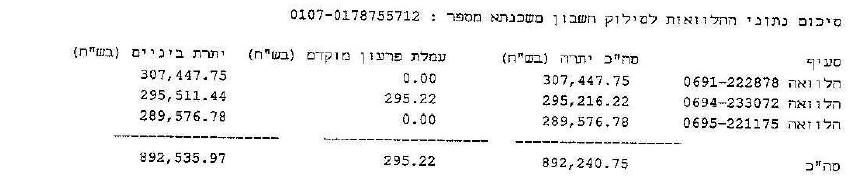 סיכום נתוני ההלוואות לסילוק חשבון משכנתא מספר : 0107-0178755712
סעיף סה"כ יתרה (בש"ח) עמלת פרעון מוקדם (בש"ח) יתרת ביניים (בש"ח)
הלוואה 0691-222878 307,447.75 0.00 307,447.75
הלוואה 0694-233072 295,216.22 295.22 295,511.44
הלוואה 0695-221175 289,576.78 0.00 289,576.78
סה"כ 892,240.75 295.22 892,535.97